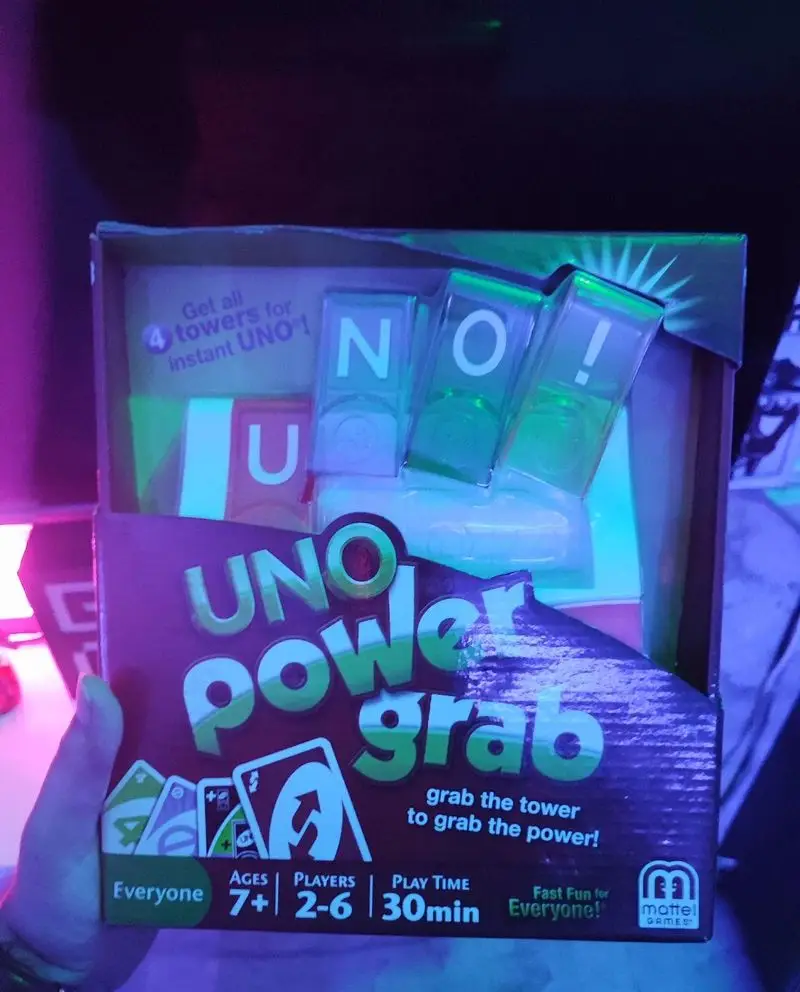 Get all
4 towers for
instant UNO®!
U
N
O
!
UNO
power
grab
grab the tower
to grab the power!
Everyone
AGES
7+
PLAYERS
2-6
PLAY TIME
30min
Fast Fun for
Everyone!
mattel
GAMES